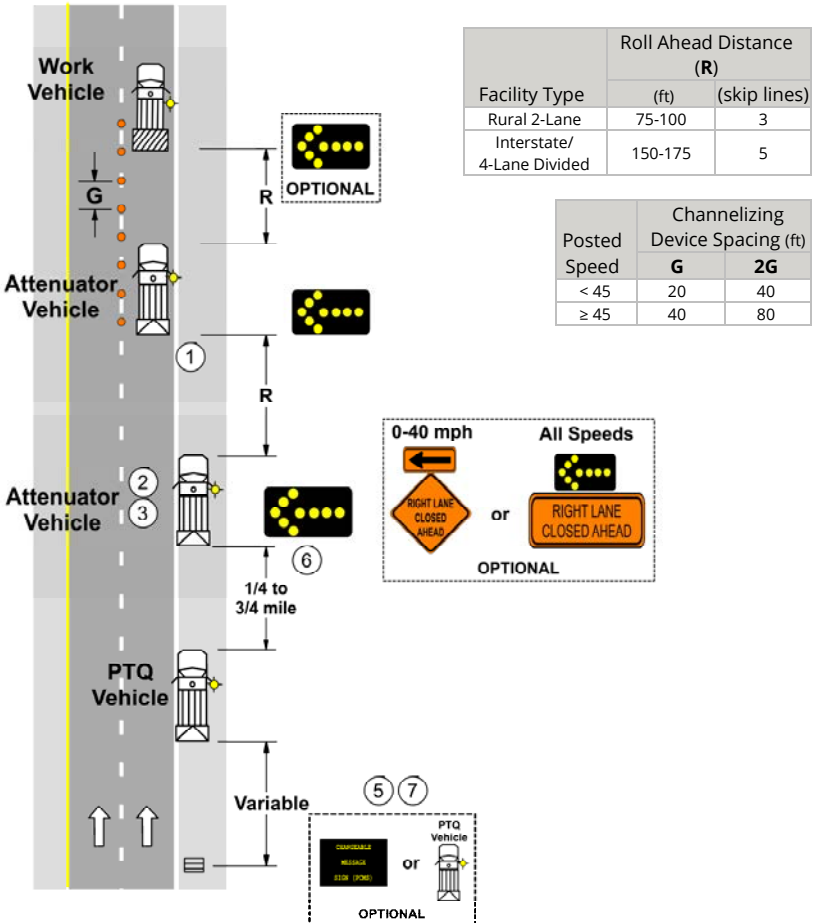 Work
Vehicle
G
R
OPTIONAL
Attenuator
Vehicle
1
R
Attenuator
Vehicle
2
3
6
1/4 to
3/4 mile
PTQ
Vehicle
Variable
5 7
CHANGEABLE
MESSAGE
SIGN (PCMS)
or
PTQ
Vehicle
OPTIONAL
0-40 mph
RIGHT LANE
CLOSED
AHEAD
or
All Speeds
RIGHT LANE
CLOSED AHEAD
OPTIONAL
Facility Type
Roll Ahead Distance
(R)
(ft) (skip lines)
Rural 2-Lane 75-100 3
Interstate/
4-Lane Divided 150-175 5
Posted
Speed
Channelizing
Device Spacing (ft)
G 2G
< 45 20 40
≥ 45 40 80